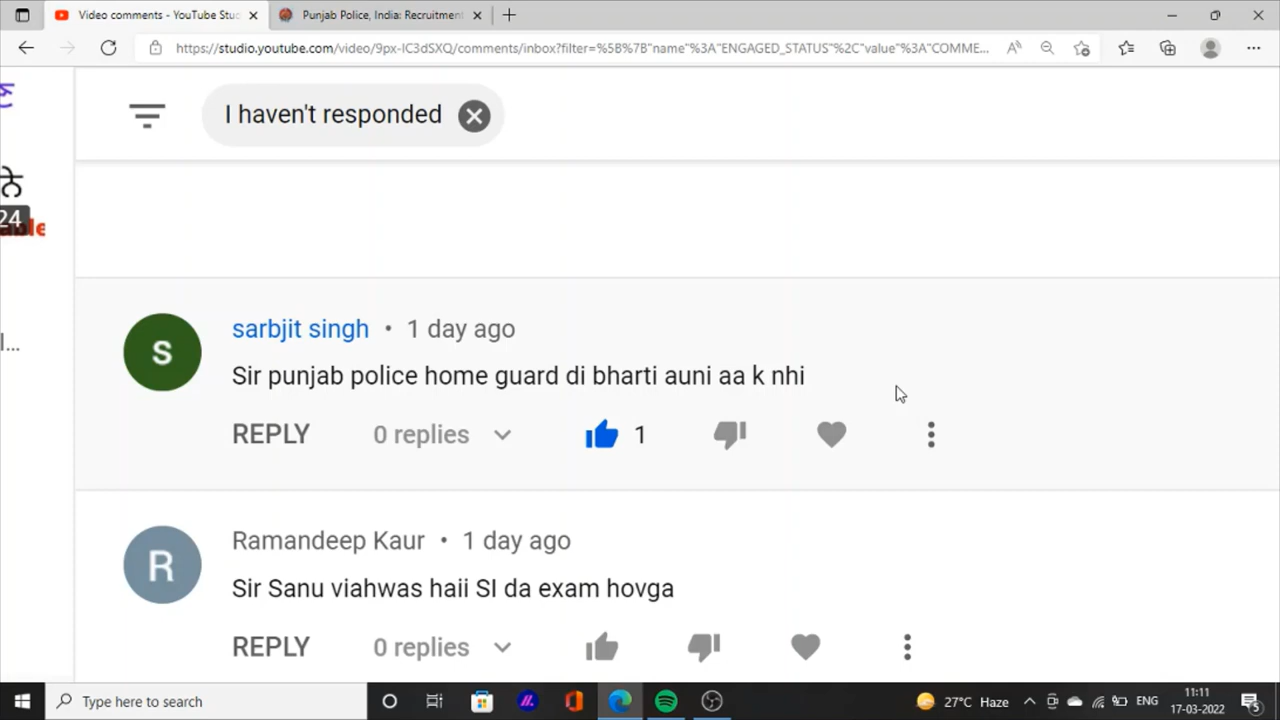 Video comments - YouTube Stu
Punjab Police, India: Recruitment
https://studio.youtube.com/video/9px-IC3dSXQ/comments/inbox?filter=%5B%7B"name"%3A"ENGAGED_STATUS"%2C"value"%3A"COMME...
I haven't responded
ਨੇ
24
able
l...
S
sarbjit singh • 1 day ago
Sir punjab police home guard di bharti auni aa k nhi
REPLY 0 replies 1
R
Ramandeep Kaur • 1 day ago
Sir Sanu viahwas haii SI da exam hovga
REPLY 0 replies
Type here to search
27°C Haze
ENG
11:11
17-03-2022
5